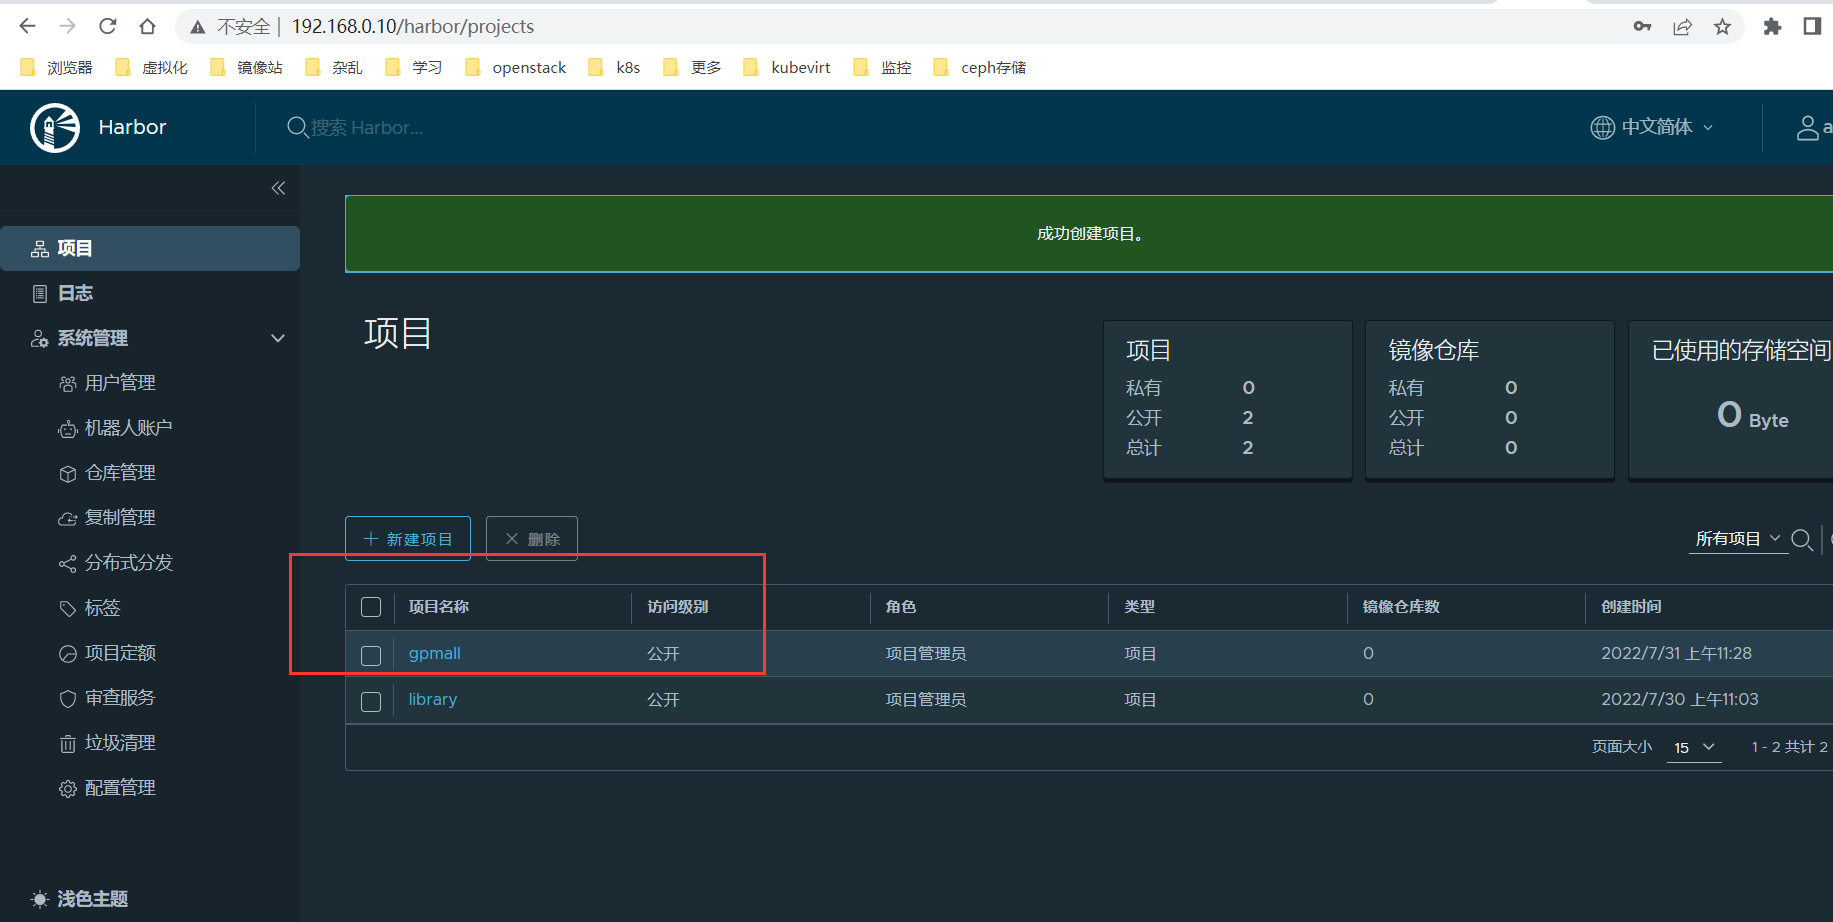 不安全 | 192.168.0.10/harbor/projects
浏览器 虚拟化 镜像站 杂乱 学习 openstack k8s 更多 kubevirt 监控 ceph存储
Harbor 搜索 Harbor... 中文简体 a
成功创建项目。
项目
日志
系统管理
用户管理
机器人账户
仓库管理
复制管理
分布式分发
标签
项目定额
审查服务
垃圾清理
配置管理
浅色主题
项目
项目
私有 0
公开 2
总计 2
镜像仓库
私有 0
公开 0
总计 0
已使用的存储空间
0 Byte
+ 新建项目 × 删除 所有项目
项目名称 访问级别 角色 类型 镜像仓库数 创建时间
gpmall 公开 项目管理员 项目 0 2022/7/31 上午11:28
library 公开 项目管理员 项目 0 2022/7/30 上午11:03
页面大小 15 1 - 2 共计 2